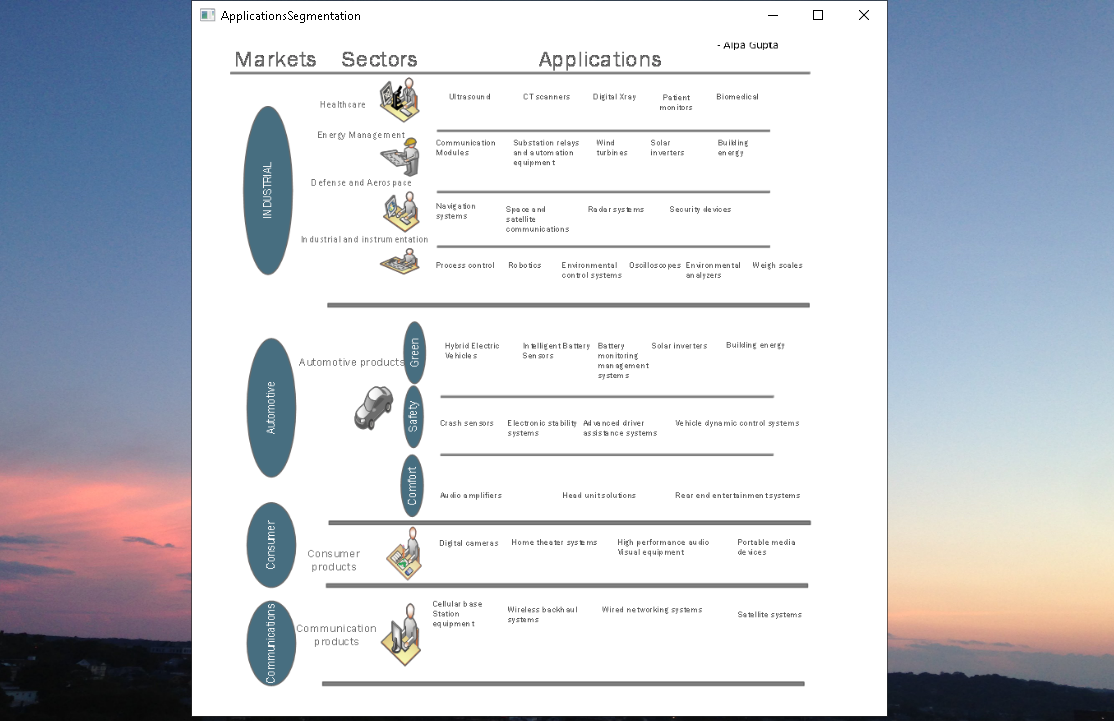 ApplicationsSegmentation
- Alpa Gupta
Markets Sectors Applications
INDUSTRIAL
Healthcare
Ultrasound CT scanners Digital Xray Patient Biomedical
monitors
Energy Management
Communication Substation relays Wind Solar Building
Modules and automation turbines inverters energy
equipment
Defense and Aerospace
Navigation Space and Radar systems Security devices
systems satellite
communications
Industrial and instrumentation
Process control Robotics Environmental Oscilloscopes Environmental Weigh scales
control systems analyzers
Automotive
Automotive products
Green
Hybrid Electric Intelligent Battery Battery Solar inverters Building energy
Vehicles Sensors monitoring
management
systems
Safety
Crash sensors Electronic stability Advanced driver Vehicle dynamic control systems
systems assistance systems
Comfort
Audio amplifiers Head unit solutions Rear end entertainment systems
Consumer
Consumer
products
Digital cameras Home theater systems High performance audio Portable media
Visual equipment devices
Communications
Communication
products
Cellular base Wireless backhaul Wired networking systems Satellite systems
Station systems
equipment